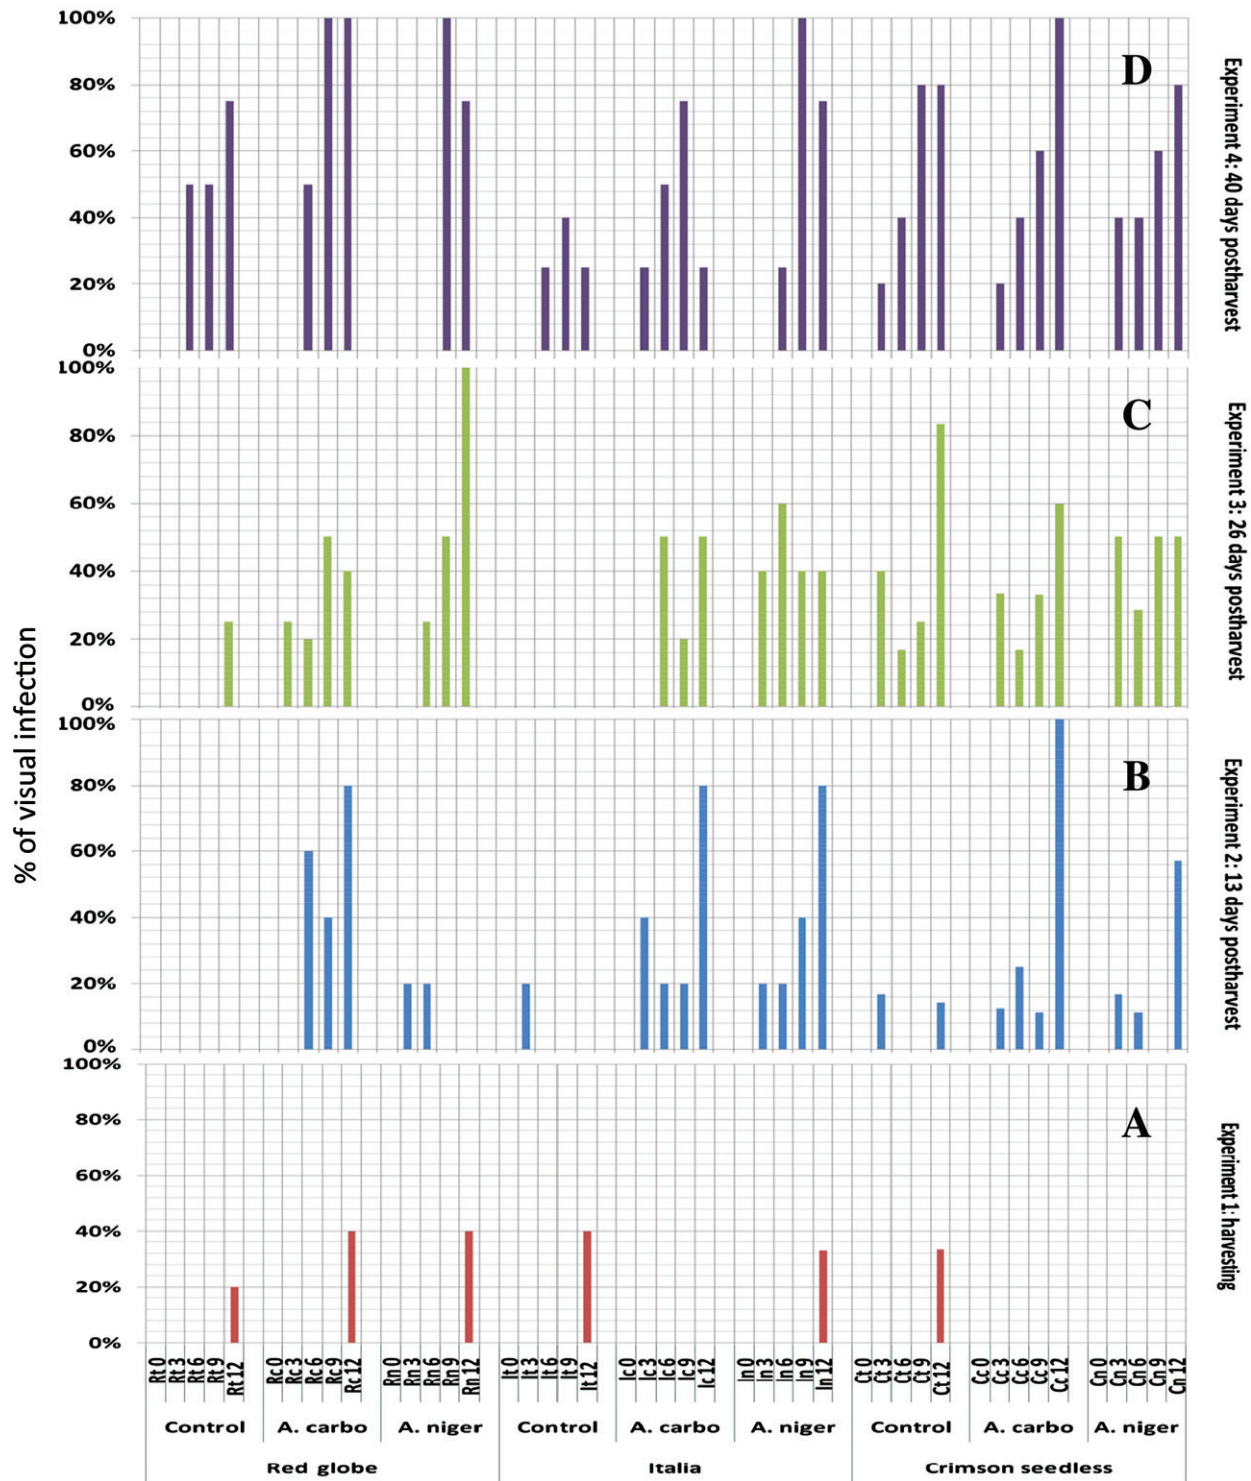 % of visual infection
100%
80%
60%
40%
20%
0%
D
Experiment 4: 40 days postharvest
100%
80%
60%
40%
20%
0%
C
Experiment 3: 26 days postharvest
100%
80%
60%
40%
20%
0%
B
Experiment 2: 13 days postharvest
100%
80%
60%
40%
20%
0%
A
Experiment 1: harvesting
Rt 0 Rt 3 Rt 6 Rt 9 Rt 12 Rc 0 Rc 3 Rc 6 Rc 9 Rc 12 Rn 0 Rn 3 Rn 6 Rn 9 Rn 12 It 0 It 3 It 6 It 9 It 12 Ic 0 Ic 3 Ic 6 Ic 9 Ic 12 In 0 In 3 In 6 In 9 In 12 Ct 0 Ct 3 Ct 6 Ct 9 Ct 12 Cc 0 Cc 3 Cc 6 Cc 9 Cc 12 Cn 0 Cn 3 Cn 6 Cn 9 Cn 12
Control A. carbo A. niger Control A. carbo A. niger Control A. carbo A. niger
Red globe Italia Crimson seedless